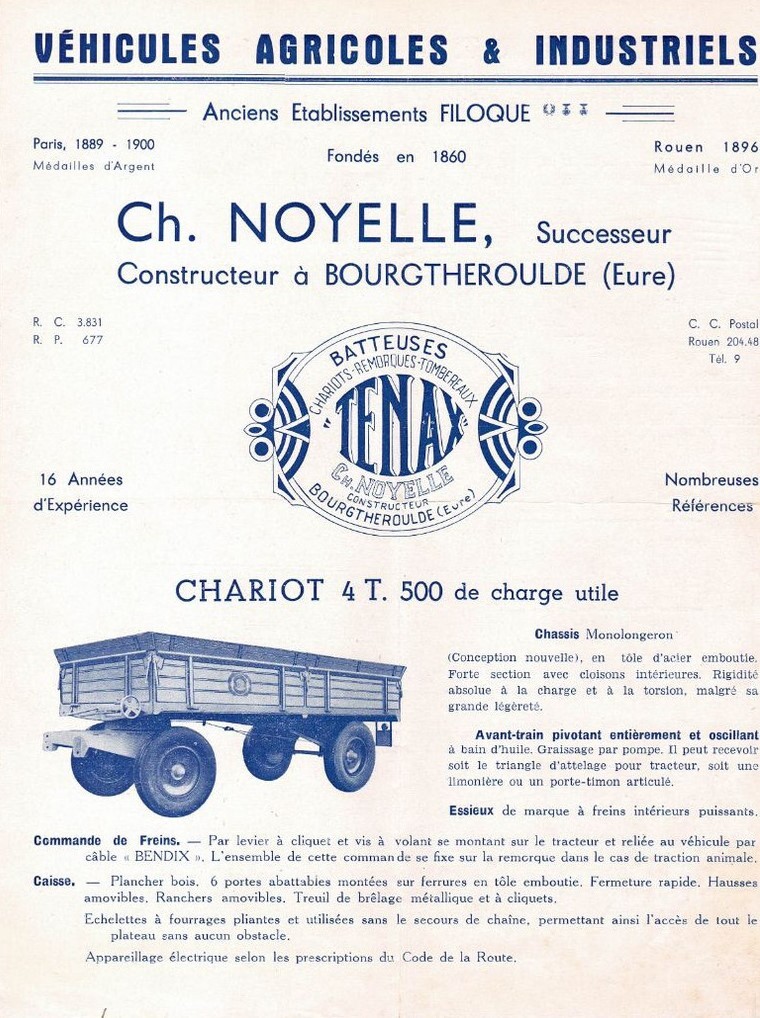 VÉHICULES AGRICOLES & INDUSTRIELS
Anciens Etablissements FILOQUE
Paris, 1889 - 1900
Médailles d'Argent
Fondés en 1860
Rouen 1896
Médaille d'Or
Ch. NOYELLE, Successeur
Constructeur à BOURGTHEROULDE (Eure)
R. C. 3.831
R. P. 677
C. C. Postal
Rouen 204.48
Tél. 9
BATTEUSES
CHARIOTS-REMORQUES-TOMBEREAUX
"TENAX"
CH. NOYELLE
CONSTRUCTEUR
BOURGTHEROULDE (Eure)
16 Années
d'Expérience
Nombreuses
Références
CHARIOT 4 T. 500 de charge utile
Chassis Monolongeron
(Conception nouvelle), en tôle d'acier emboutie.
Forte section avec cloisons intérieures. Rigidité
absolue à la charge et à la torsion, malgré sa
grande légèreté.
Avant-train pivotant entièrement et oscillant
à bain d'huile. Graissage par pompe. Il peut recevoir
soit le triangle d'attelage pour tracteur, soit une
limonière ou un porte-timon articulé.
Essieux de marque à freins intérieurs puissants.
Commande de Freins. — Par levier à cliquet et vis à volant se montant sur le tracteur et reliée au véhicule par
câble « BENDIX ». L'ensemble de cette commande se fixe sur la remorque dans le cas de traction animale.
Caisse. — Plancher bois. 6 portes abattables montées sur ferrures en tôle emboutie. Fermeture rapide. Hausses
amovibles. Ranchers amovibles. Treuil de brêlage métallique et à cliquets.
Echelettes à fourrages pliantes et utilisées sans le secours de chaîne, permettant ainsi l'accès de tout le
plateau sans aucun obstacle.
Appareillage électrique selon les prescriptions du Code de la Route.